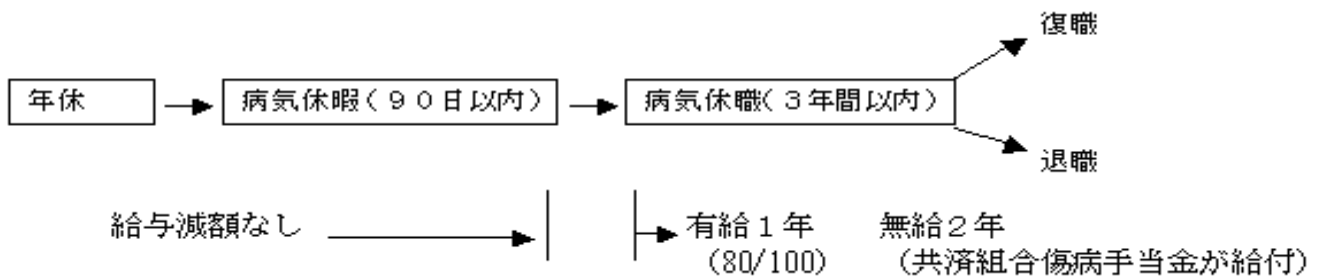 復職
年休
病気休暇（９０日以内）
病気休職（３年間以内）
退職
給与減額なし
有給１年
無給２年
(80/100)
（共済組合傷病手当金が給付）